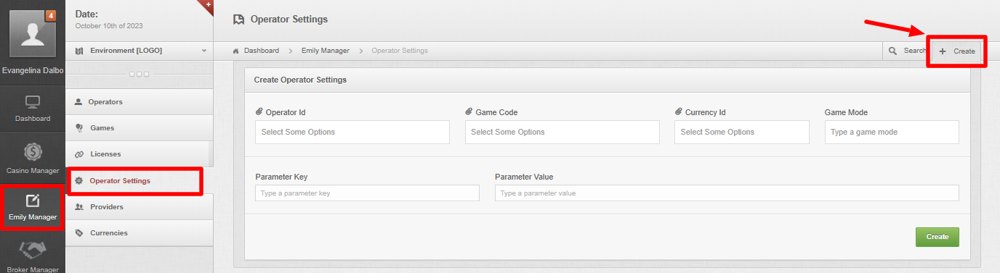 4
Evangelina Dalbo
Dashboard
Casino Manager
Emily Manager
Broker Manager
Date:
October 10th of 2023
Environment [LOGO]
Operators
Games
Licenses
Operator Settings
Providers
Currencies
+
Operator Settings
Dashboard > Emily Manager > Operator Settings
Search + Create
Create Operator Settings
Operator Id Game Code Currency Id Game Mode
Select Some Options Select Some Options Select Some Options Type a game mode
Parameter Key Parameter Value
Type a parameter key Type a parameter value
Create